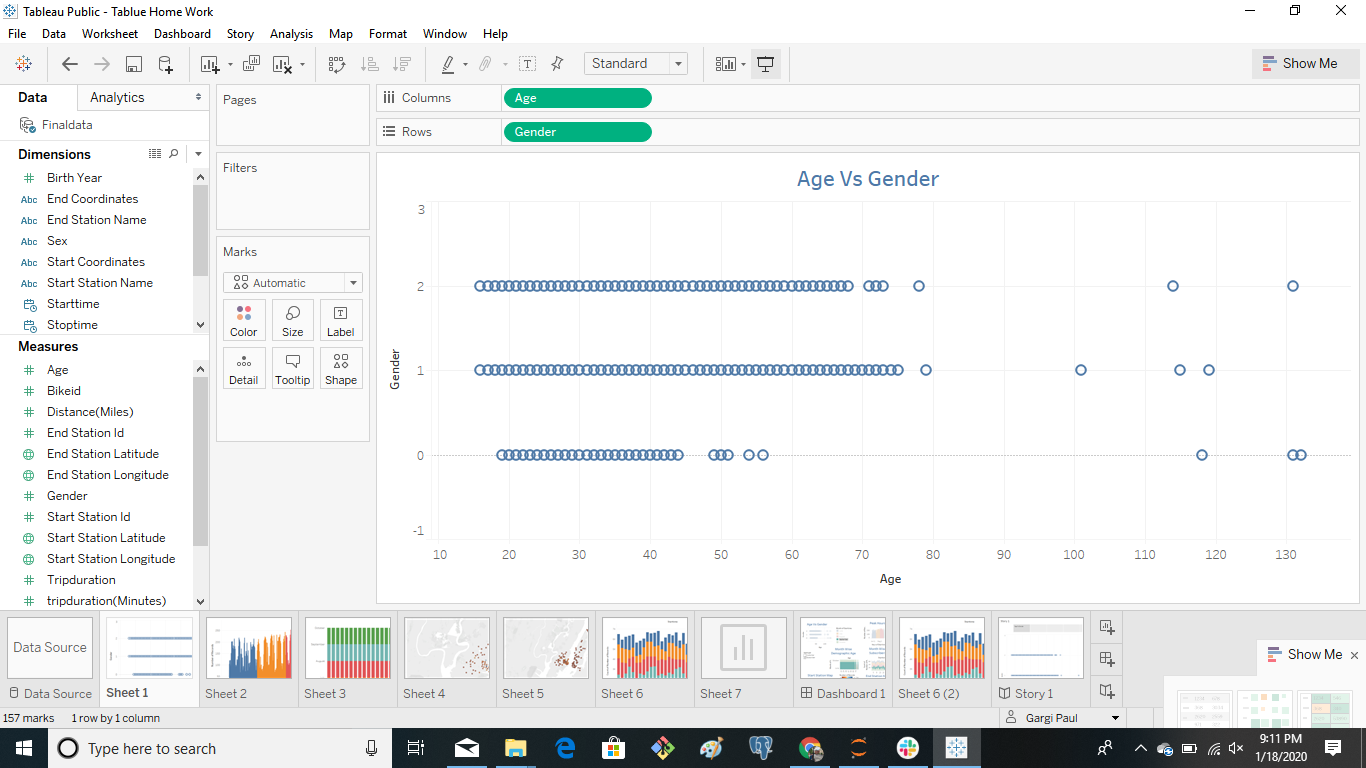 Tableau Public - Tablue Home Work
File Data Worksheet Dashboard Story Analysis Map Format Window Help
Standard
Show Me
Data Analytics
Finaldata
Dimensions
Birth Year
Abc End Coordinates
Abc End Station Name
Abc Sex
Abc Start Coordinates
Abc Start Station Name
Starttime
Stoptime
Measures
Age
Bikeid
Distance(Miles)
End Station Id
End Station Latitude
End Station Longitude
Gender
Start Station Id
Start Station Latitude
Start Station Longitude
Tripduration
tripduration(Minutes)
Pages
Filters
Marks
Automatic
Color Size Label
Detail Tooltip Shape
Columns Age
Rows Gender
Age Vs Gender
3
2
1
0
-1
Gender
10 20 30 40 50 60 70 80 90 100 110 120 130
Age
Data Source
Data Source Sheet 1 Sheet 2 Sheet 3 Sheet 4 Sheet 5 Sheet 6 Sheet 7 Dashboard 1 Sheet 6 (2) Story 1
Show Me
157 marks 1 row by 1 column
Gargi Paul
Type here to search
9:11 PM
1/18/2020